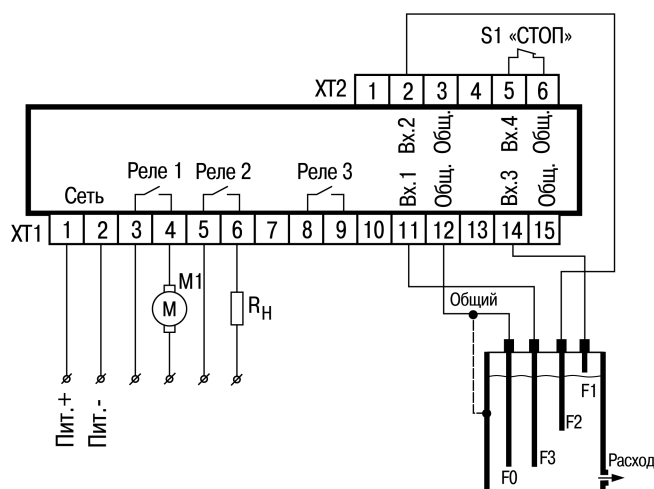 S1 «СТОП»
XT2 1 2 3 4 5 6
Вх.2 Общ. Вх.4 Общ.
Реле 1 Реле 2 Реле 3
Сеть
Вх.1 Общ. Вх.3 Общ.
XT1 1 2 3 4 5 6 7 8 9 10 11 12 13 14 15
M1
M
R_H
Общий
Пит.+
Пит.-
F1
F2
F3
F0
Расход